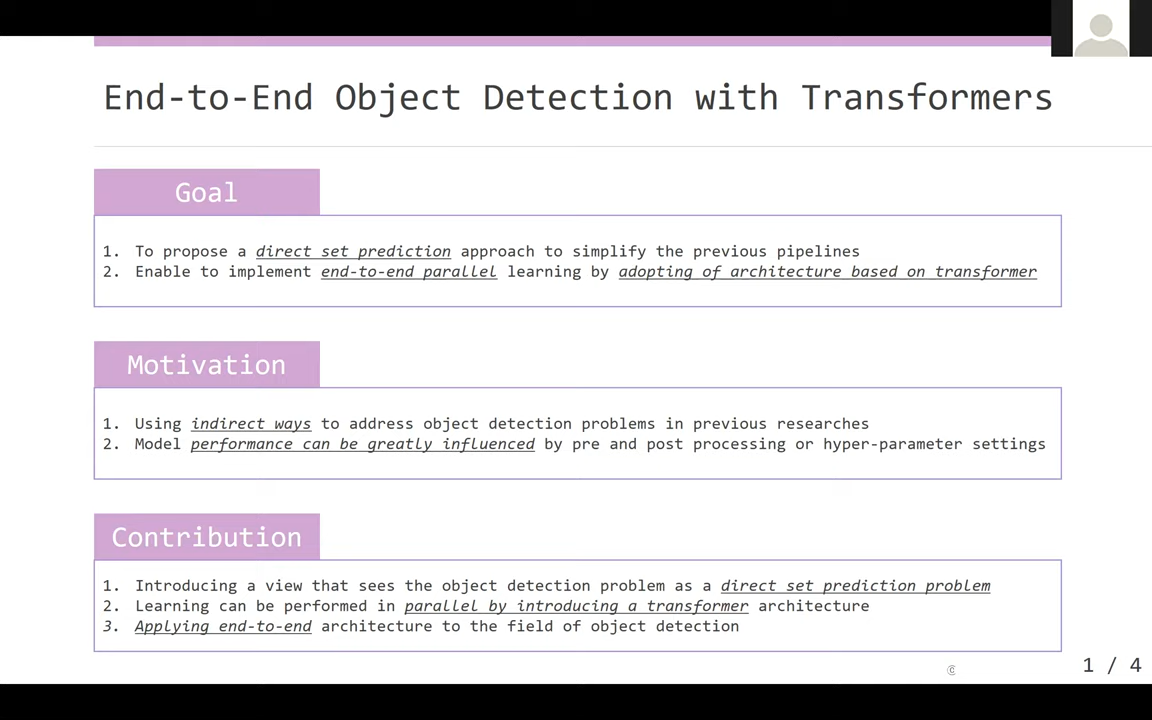 End-to-End Object Detection with Transformers
Goal
1. To propose a direct set prediction approach to simplify the previous pipelines
2. Enable to implement end-to-end parallel learning by adopting of architecture based on transformer
Motivation
1. Using indirect ways to address object detection problems in previous researches
2. Model performance can be greatly influenced by pre and post processing or hyper-parameter settings
Contribution
1. Introducing a view that sees the object detection problem as a direct set prediction problem
2. Learning can be performed in parallel by introducing a transformer architecture
3. Applying end-to-end architecture to the field of object detection
©
1 / 4